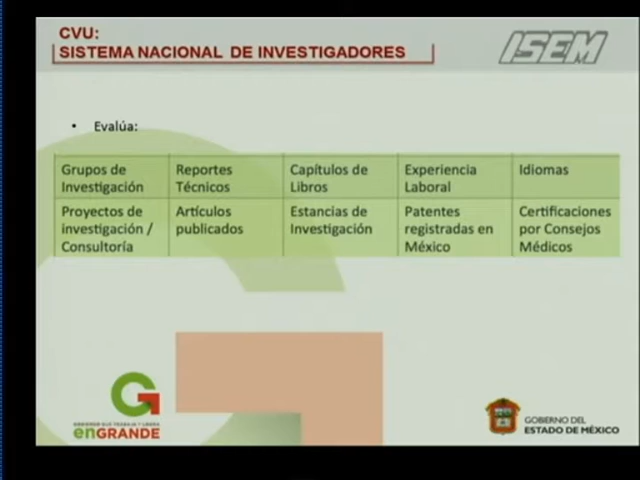 CVU:
SISTEMA NACIONAL DE INVESTIGADORES
ISEM
• Evalúa:
Grupos de Investigación
Reportes Técnicos
Capítulos de Libros
Experiencia Laboral
Idiomas
Proyectos de investigación / Consultoría
Artículos publicados
Estancias de Investigación
Patentes registradas en México
Certificaciones por Consejos Médicos
enGRANDE
GOBIERNO DEL
ESTADO DE MÉXICO